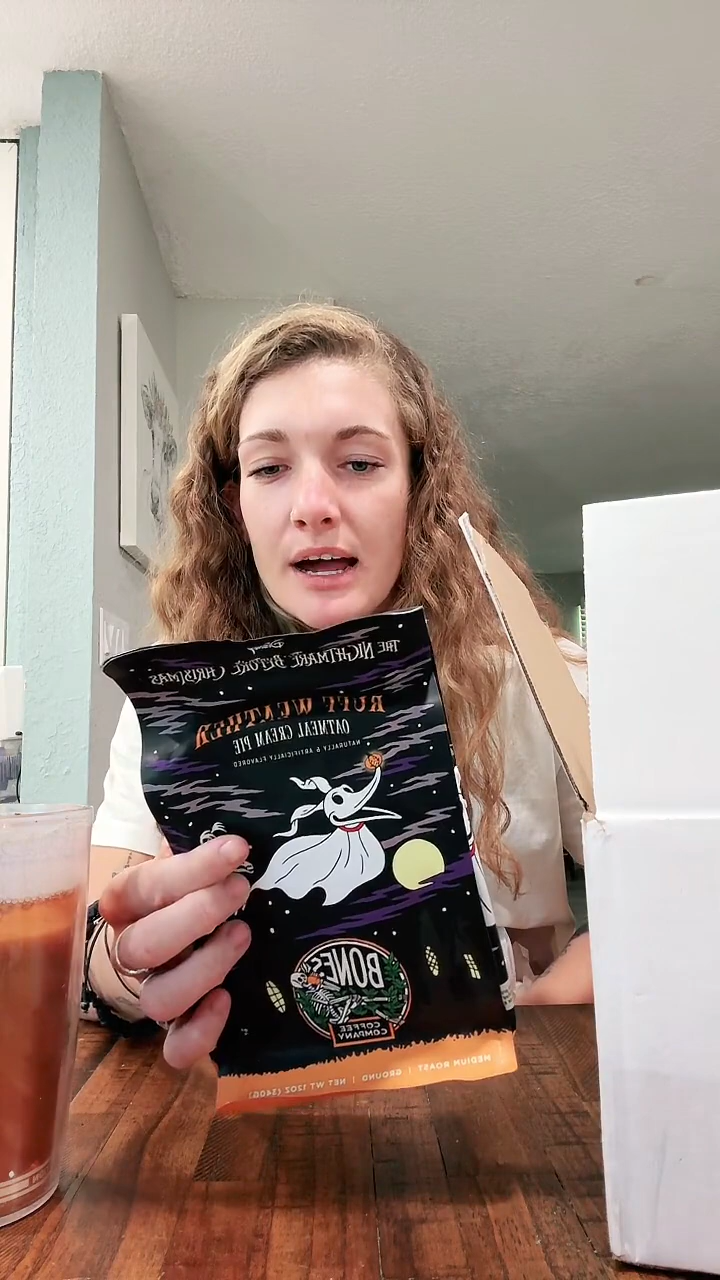 Disney
THE NIGHTMARE BEFORE CHRISTMAS
RUFF WEATHER
OATMEAL CREAM PIE
NATURALLY & ARTIFICIALLY FLAVORED
BONES
COFFEE
COMPANY
MEDIUM ROAST | GROUND | NET WT 12OZ (340G)